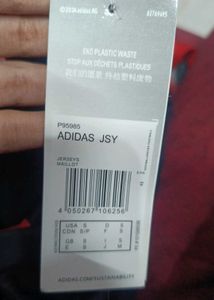 END PLASTIC WASTE
STOP AUX DÉCHETS PLASTIQUES
P95985
ADIDAS JSY
JERSEYS
MAILLOT
4 050267 106256
USA S D S
CDN S/P F S
GB S I S
E S
ADIDAS.COM/SUSTAINABILITY